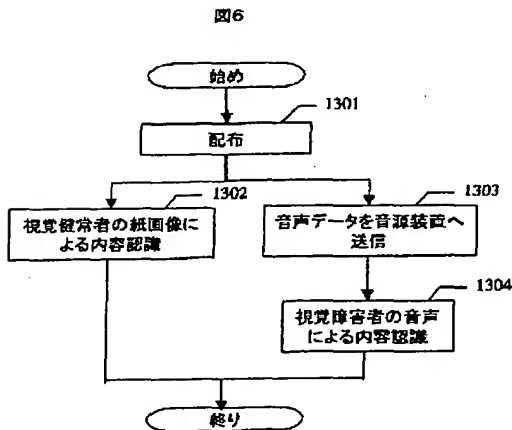 図6
始め
1301
配布
1302
視覚健常者の紙画像に
よる内容認識
1303
音声データを音源装置へ
送信
1304
視覚障害者の音声
による内容認識
終り